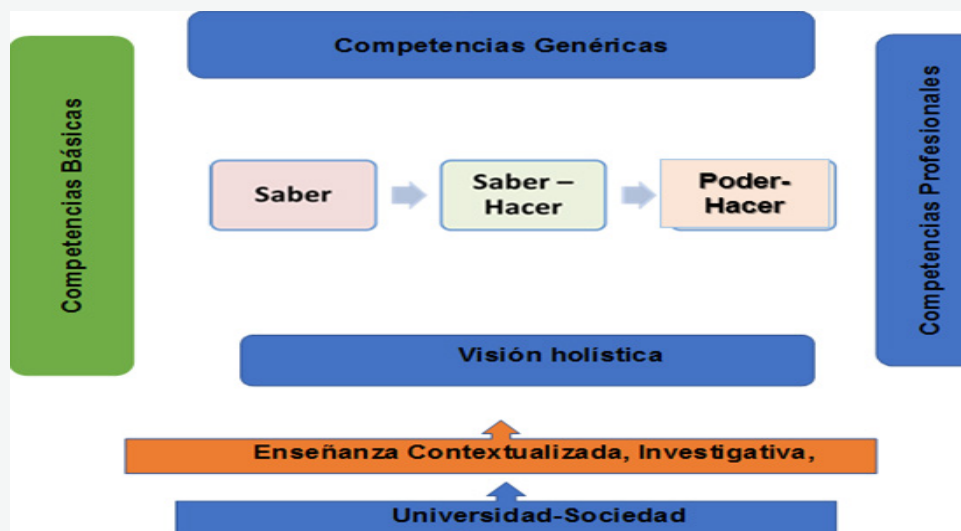 Competencias Genéricas
Competencias Básicas
Saber
Saber –
Hacer
Poder-
Hacer
Competencias Profesionales
Visión holística
Enseñanza Contextualizada, Investigativa,
Universidad-Sociedad